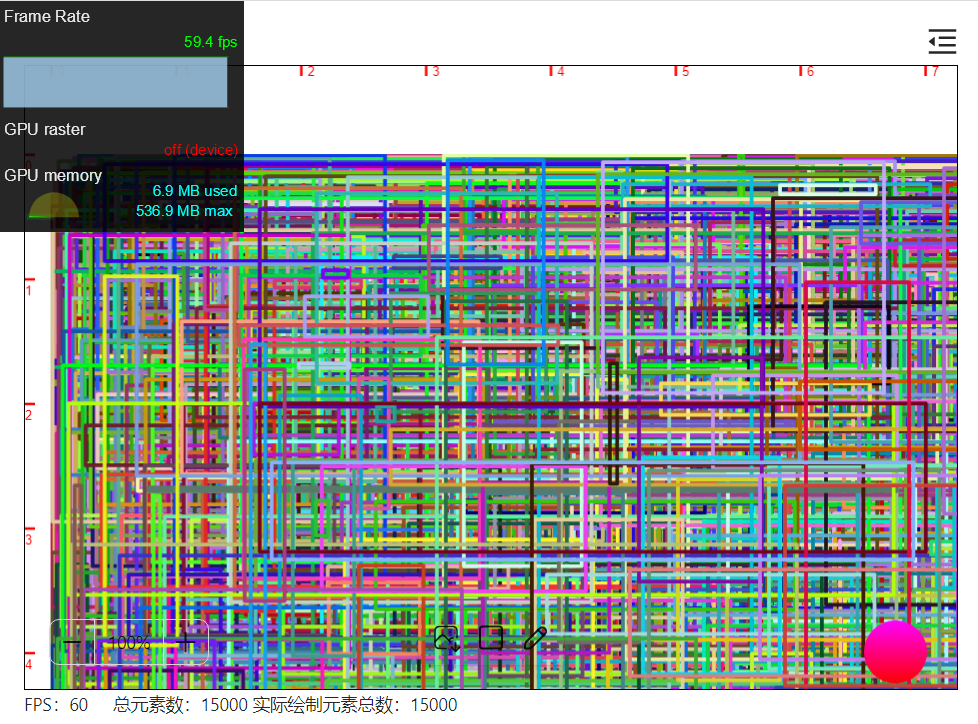 Frame Rate
59.4 fps
GPU raster
off (device)
GPU memory
6.9 MB used
536.9 MB max
2 3 4 5 6 7
1
2
3
4
100%
FPS：60 总元素数：15000 实际绘制元素总数：15000